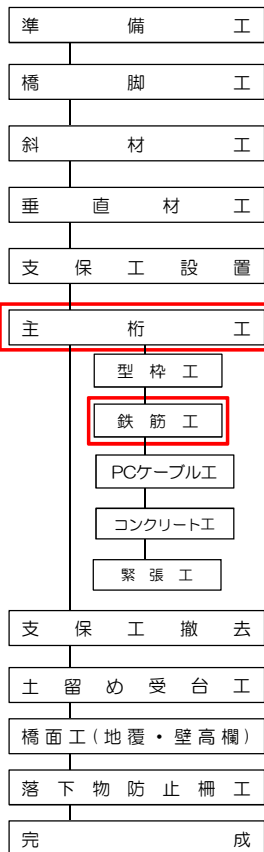 準備工
橋脚工
斜材工
垂直材工
支保工設置
主桁工
型枠工
鉄筋工
PCケーブル工
コンクリート工
緊張工
支保工撤去
土留め受台工
橋面工(地覆・壁高欄)
落下物防止柵工
完成